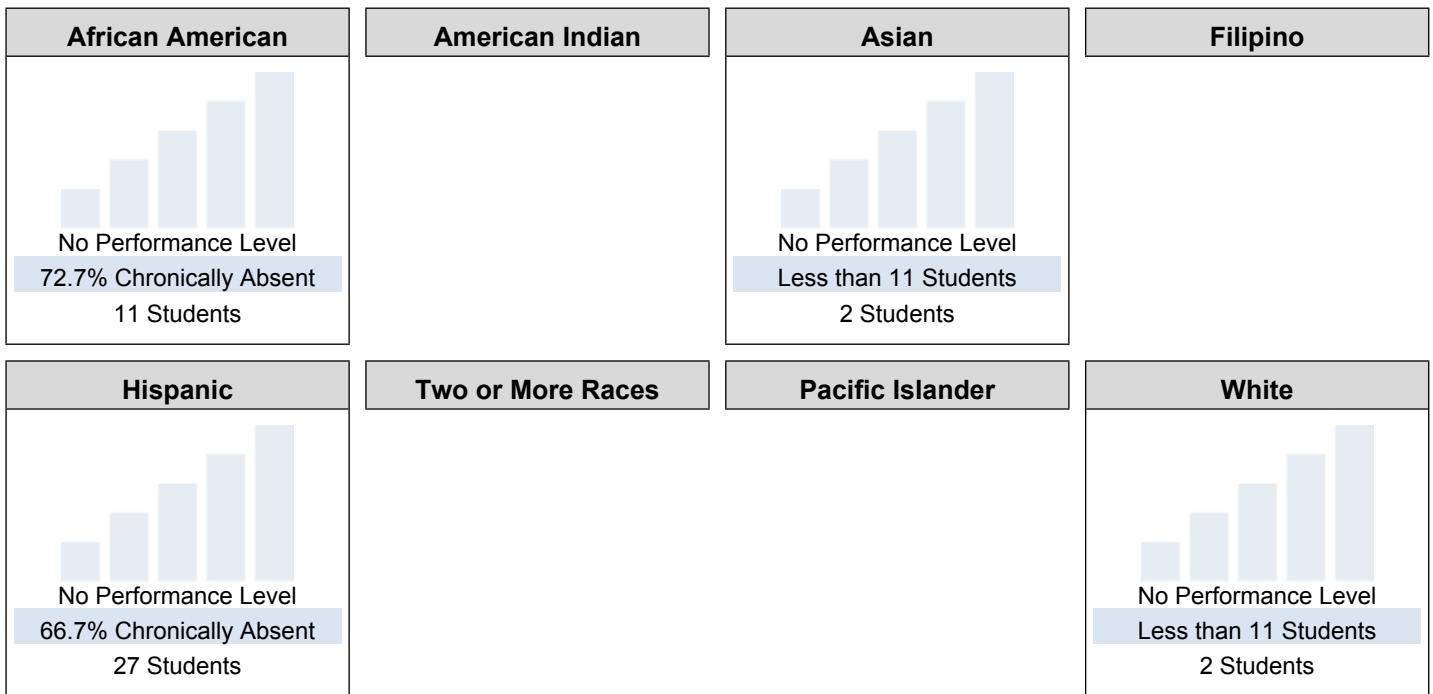 African American
American Indian
Asian
Filipino
No Performance Level
72.7% Chronically Absent
11 Students
No Performance Level
Less than 11 Students
2 Students
Hispanic
Two or More Races
Pacific Islander
White
No Performance Level
66.7% Chronically Absent
27 Students
No Performance Level
Less than 11 Students
2 Students